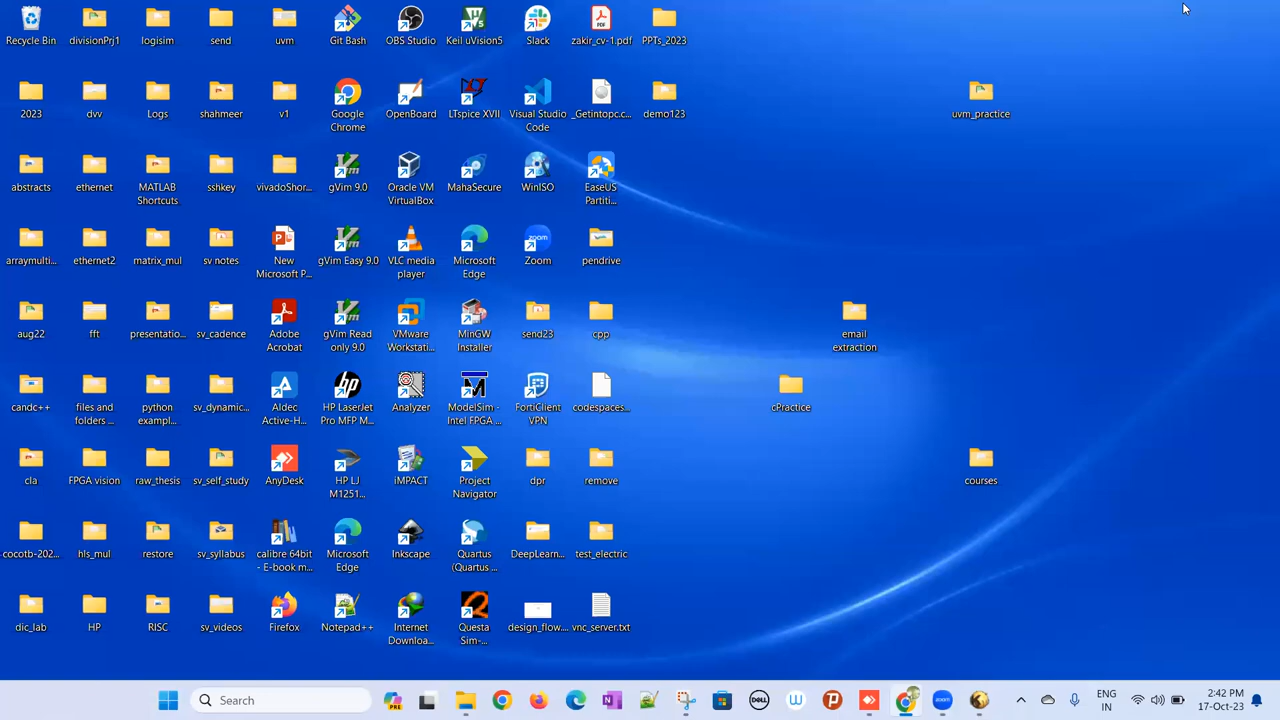 Recycle Bin
divisionPrj1
logisim
send
uvm
Git Bash
OBS Studio
Keil uVision5
Slack
zakir_cv-1.pdf
PPTs_2023
2023
dvv
Logs
shahmeer
v1
Google
Chrome
OpenBoard
LTspice XVII
Visual Studio
Code
_Getintopc.c...
demo123
uvm_practice
abstracts
ethernet
MATLAB
Shortcuts
sshkey
vivadoShor...
gVim 9.0
Oracle VM
VirtualBox
MahaSecure
WinISO
EaseUS
Partiti...
arraymulti...
ethernet2
matrix_mul
sv notes
New
Microsoft P...
gVim Easy 9.0
VLC media
player
Microsoft
Edge
Zoom
pendrive
aug22
fft
presentatio...
sv_cadence
Adobe
Acrobat
gVim Read
only 9.0
VMware
Workstati...
MinGW
Installer
send23
cpp
email
extraction
candc++
files and
folders ...
python
exampl...
sv_dynamic...
Aldec
Active-H...
HP LaserJet
Pro MFP M...
Analyzer
ModelSim -
Intel FPGA ...
FortiClient
VPN
codespaces...
cPractice
cla
FPGA vision
raw_thesis
sv_self_study
AnyDesk
HP LJ
M1251...
iMPACT
Project
Navigator
dpr
remove
courses
cocotb-202...
hls_mul
restore
sv_syllabus
calibre 64bit
- E-book m...
Microsoft
Edge
Inkscape
Quartus
(Quartus ...
DeepLearn...
test_electric
dic_lab
HP
RISC
sv_videos
Firefox
Notepad++
Internet
Downloa...
Questa
Sim-...
design_flow....
vnc_server.txt
Search
ENG
IN
2:42 PM
17-Oct-23